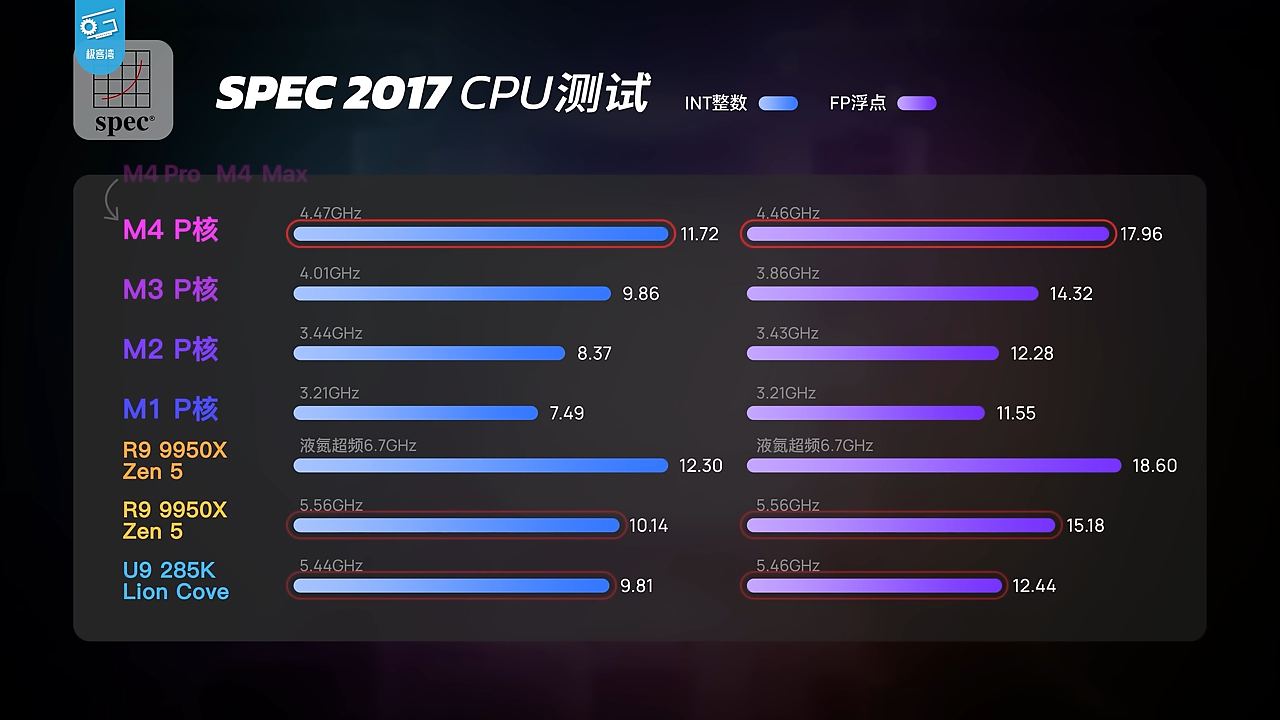 极客湾
spec®
SPEC 2017 CPU测试
INT整数
FP浮点
M4 Pro M4 Max
M4 P核
4.47GHz
11.72
4.46GHz
17.96
M3 P核
4.01GHz
9.86
3.86GHz
14.32
M2 P核
3.44GHz
8.37
3.43GHz
12.28
M1 P核
3.21GHz
7.49
3.21GHz
11.55
R9 9950X
Zen 5
液氮超频6.7GHz
12.30
液氮超频6.7GHz
18.60
R9 9950X
Zen 5
5.56GHz
10.14
5.56GHz
15.18
U9 285K
Lion Cove
5.44GHz
9.81
5.46GHz
12.44